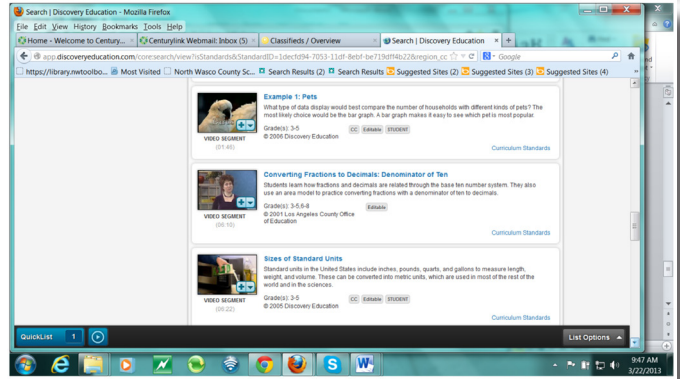 Search | Discovery Education - Mozilla Firefox
File Edit View History Bookmarks Tools Help
Home - Welcome to Century... Centurylink Webmail: Inbox (5) Classifieds / Overview Search | Discovery Education
app.discoveryeducation.com/core:search/view?isStandards&StandardID=1decfd94-7053-11df-8ebf-be719dff4b22&region_cc Google
https://library.nwtoolbo... Most Visited North Wasco County Sc... Search Results (2) Search Results Suggested Sites (2) Suggested Sites (3) Suggested Sites (4)
Example 1: Pets
What type of data display would best compare the number of households with different kinds of pets? The
most likely choice would be the bar graph. A bar graph makes it easy to see which pet is most popular.
Grade(s): 3-5
© 2006 Discovery Education
CC Editable STUDENT
VIDEO SEGMENT
(01:46)
Curriculum Standards
Converting Fractions to Decimals: Denominator of Ten
Students learn how fractions and decimals are related through the base ten number system. They also
use an area model to practice converting fractions with a denominator of ten to decimals.
Grade(s): 3-5,6-8
© 2001 Los Angeles County Office
of Education
Editable
VIDEO SEGMENT
(06:10)
Curriculum Standards
Sizes of Standard Units
Standard units in the United States include inches, pounds, quarts, and gallons to measure length,
weight, and volume. These can be converted into metric units, which are used in most of the rest of the
world and in the sciences.
Grade(s): 3-5
© 2005 Discovery Education
CC Editable STUDENT
VIDEO SEGMENT
(06:22)
Curriculum Standards
QuickList 1 List Options
9:47 AM
3/22/2013